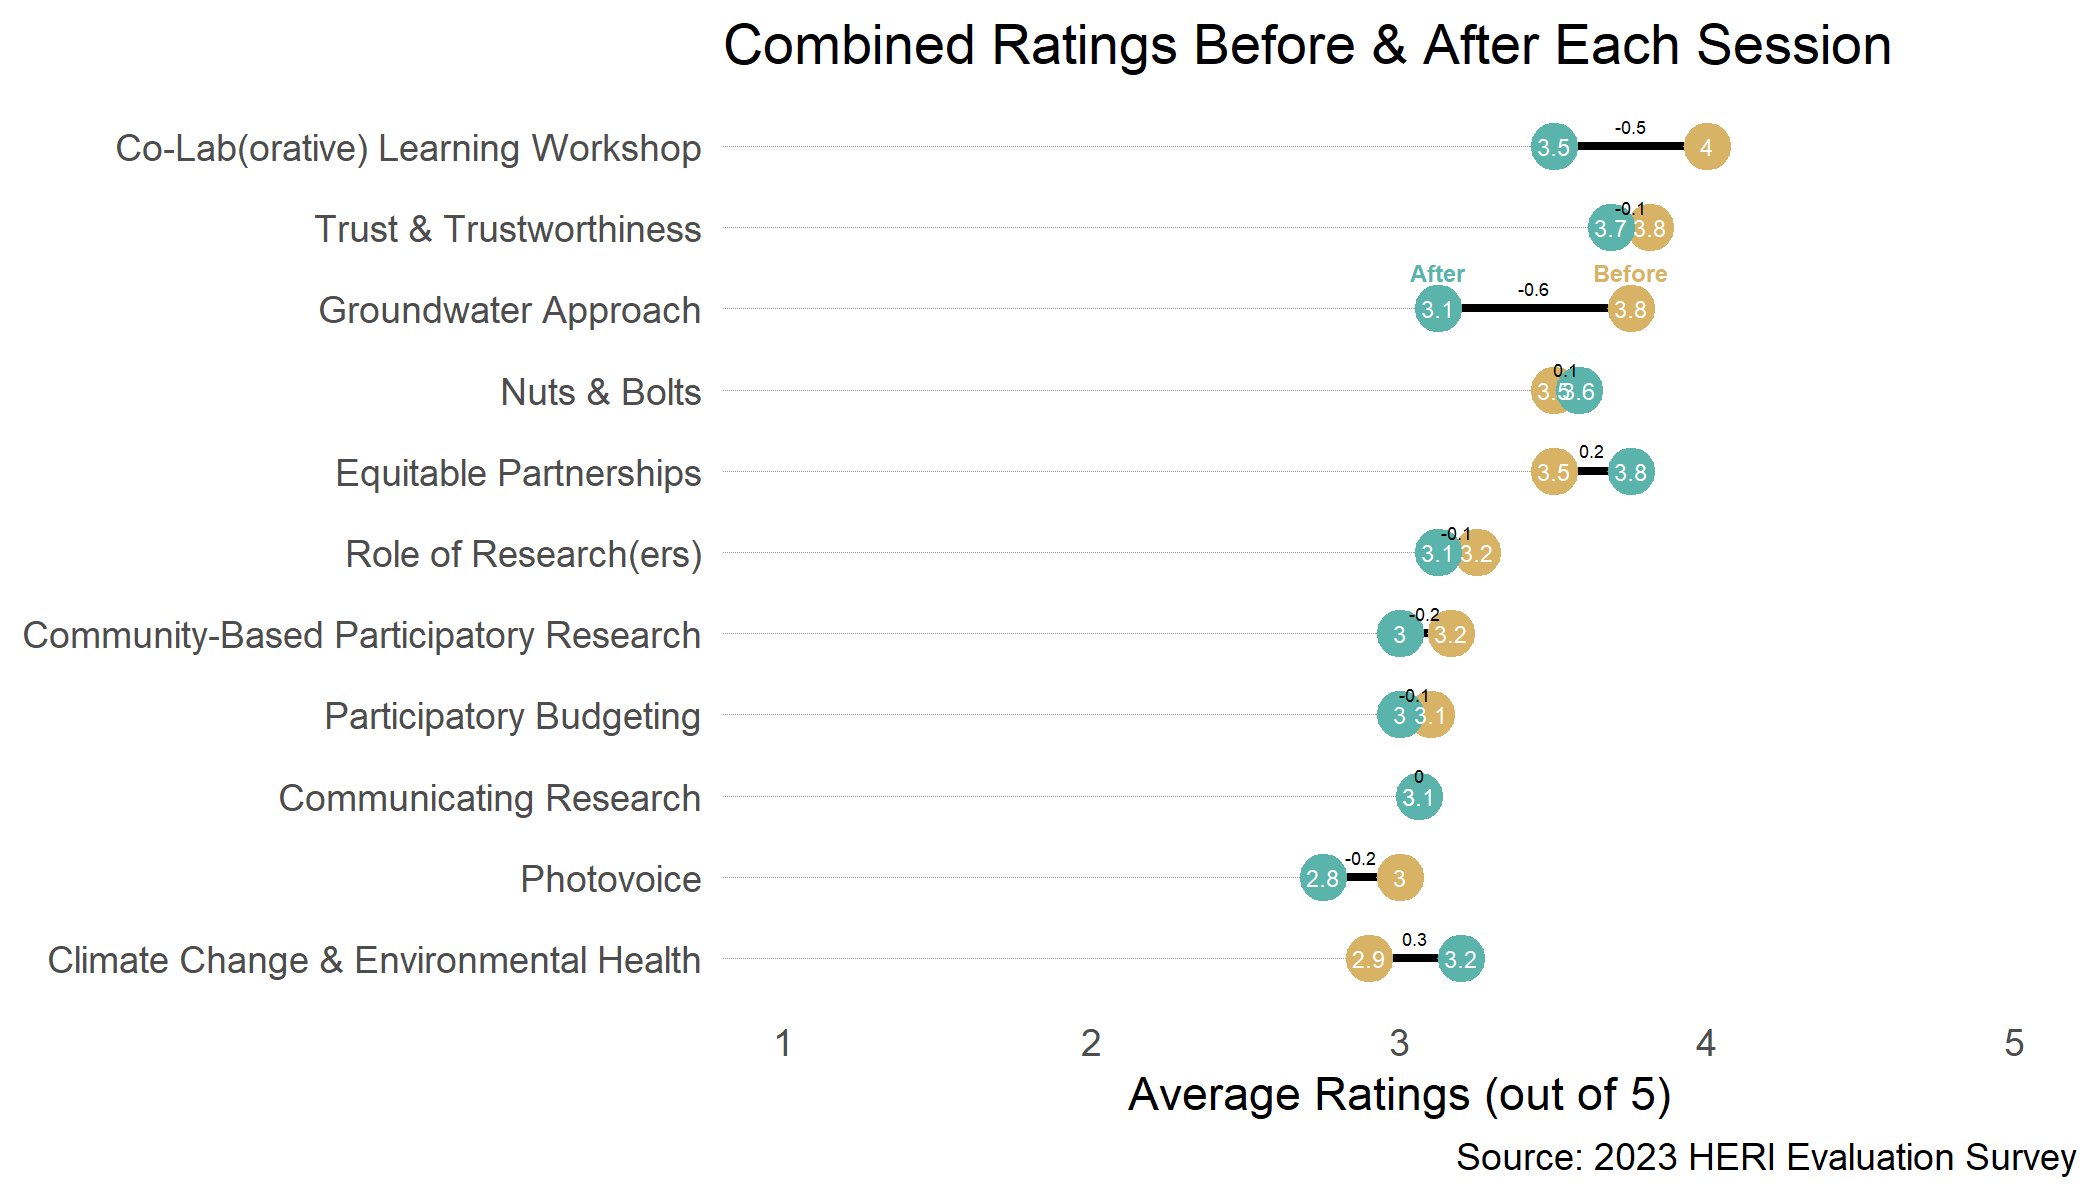 Combined Ratings Before & After Each Session
Co-Lab(orative) Learning Workshop
-0.5
3.5 4
Trust & Trustworthiness
-0.1
3.7 3.8
After Before
Groundwater Approach
-0.6
3.1 3.8
Nuts & Bolts
0.1
3.5 3.6
Equitable Partnerships
0.2
3.5 3.8
Role of Research(ers)
-0.1
3.1 3.2
Community-Based Participatory Research
-0.2
3 3.2
Participatory Budgeting
-0.1
3 3.1
Communicating Research
0
3.1
Photovoice
-0.2
2.8 3
Climate Change & Environmental Health
0.3
2.9 3.2
1 2 3 4 5
Average Ratings (out of 5)
Source: 2023 HERI Evaluation Survey